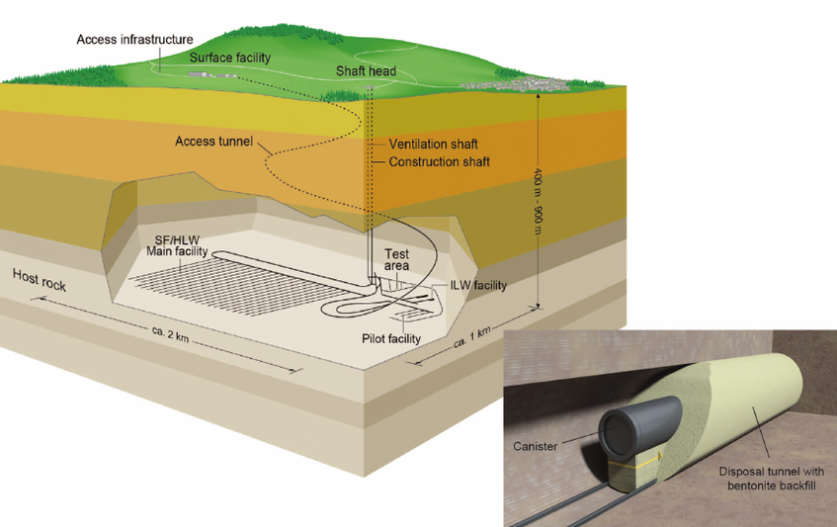 Access infrastructure
Surface facility
Shaft head
Access tunnel
Ventilation shaft
Construction shaft
400 m - 900 m
SF/HLW
Main facility
Test
area
ILW facility
Host rock
Pilot facility
ca. 2 km
ca. 1 km
Canister
Disposal tunnel with
bentonite backfill